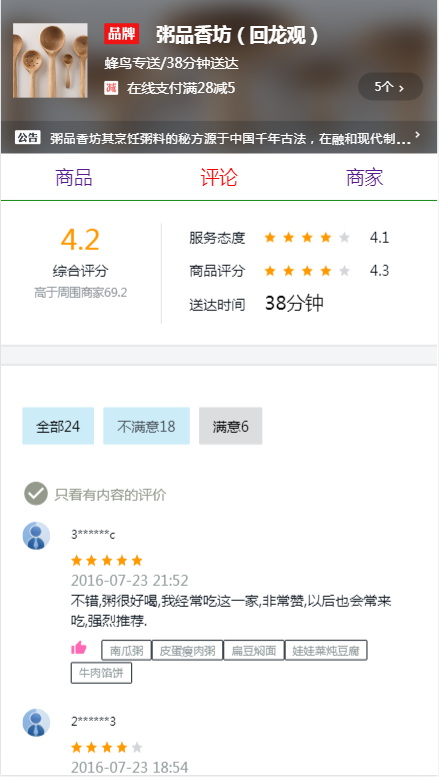 品牌 粥品香坊（回龙观）
蜂鸟专送/38分钟送达
减 在线支付满28减5
5个 >
公告 粥品香坊其烹饪粥料的秘方源于中国千年古法，在融和现代制... >
商品 评论 商家
4.2
综合评分
高于周围商家69.2
服务态度 4.1
商品评分 4.3
送达时间 38分钟
全部24 不满意18 满意6
只看有内容的评价
3******c
2016-07-23 21:52
不错,粥很好喝,我经常吃这一家,非常赞,以后也会常来
吃,强烈推荐.
南瓜粥 皮蛋瘦肉粥 扁豆焖面 娃娃菜炖豆腐
牛肉馅饼
2******3
2016-07-23 18:54